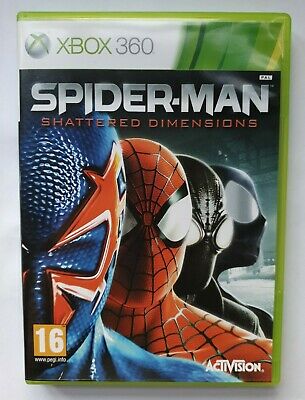 XBOX 360
PAL
SPIDER-MAN
SHATTERED DIMENSIONS
16
www.pegi.info
ACTIVISION.